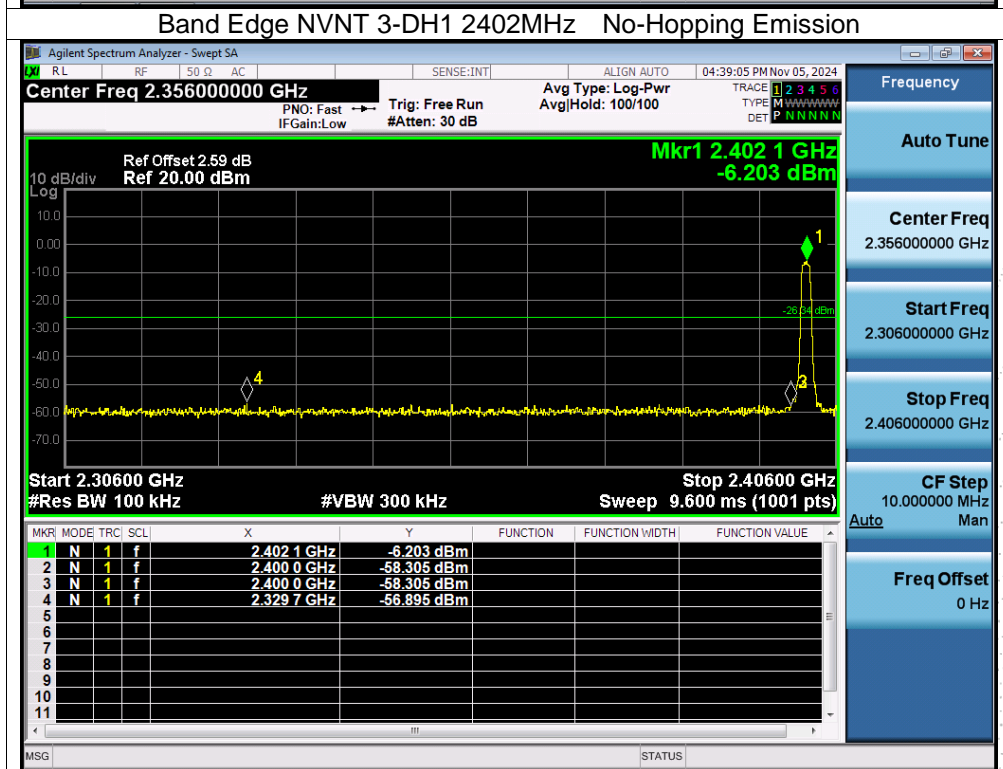 Band Edge NVNT 3-DH1 2402MHz No-Hopping Emission
Agilent Spectrum Analyzer - Swept SA
LXI RL RF 50 Ω AC SENSE:INT ALIGN AUTO 04:39:05 PM Nov 05, 2024
Center Freq 2.356000000 GHz
PNO: Fast
IFGain:Low
Trig: Free Run
#Atten: 30 dB
Avg Type: Log-Pwr
Avg|Hold: 100/100
TRACE 1 2 3 4 5 6
TYPE M WWWWW
DET P N N N N N
Frequency
Auto Tune
Center Freq
2.356000000 GHz
Start Freq
2.306000000 GHz
Stop Freq
2.406000000 GHz
CF Step
10.000000 MHz
Auto Man
Freq Offset
0 Hz
Mkr1 2.402 1 GHz
-6.203 dBm
Ref Offset 2.59 dB
10 dB/div Ref 20.00 dBm
Log
10.0
0.00
-10.0
-20.0
-30.0
-40.0
-50.0
-60.0
-70.0
1
-26.34 dBm
4
3
Start 2.30600 GHz Stop 2.40600 GHz
#Res BW 100 kHz #VBW 300 kHz Sweep 9.600 ms (1001 pts)
MKR MODE TRC SCL X Y FUNCTION FUNCTION WIDTH FUNCTION VALUE
1 N 1 f 2.402 1 GHz -6.203 dBm
2 N 1 f 2.400 0 GHz -58.305 dBm
3 N 1 f 2.400 0 GHz -58.305 dBm
4 N 1 f 2.329 7 GHz -56.895 dBm
5
6
7
8
9
10
11
MSG STATUS